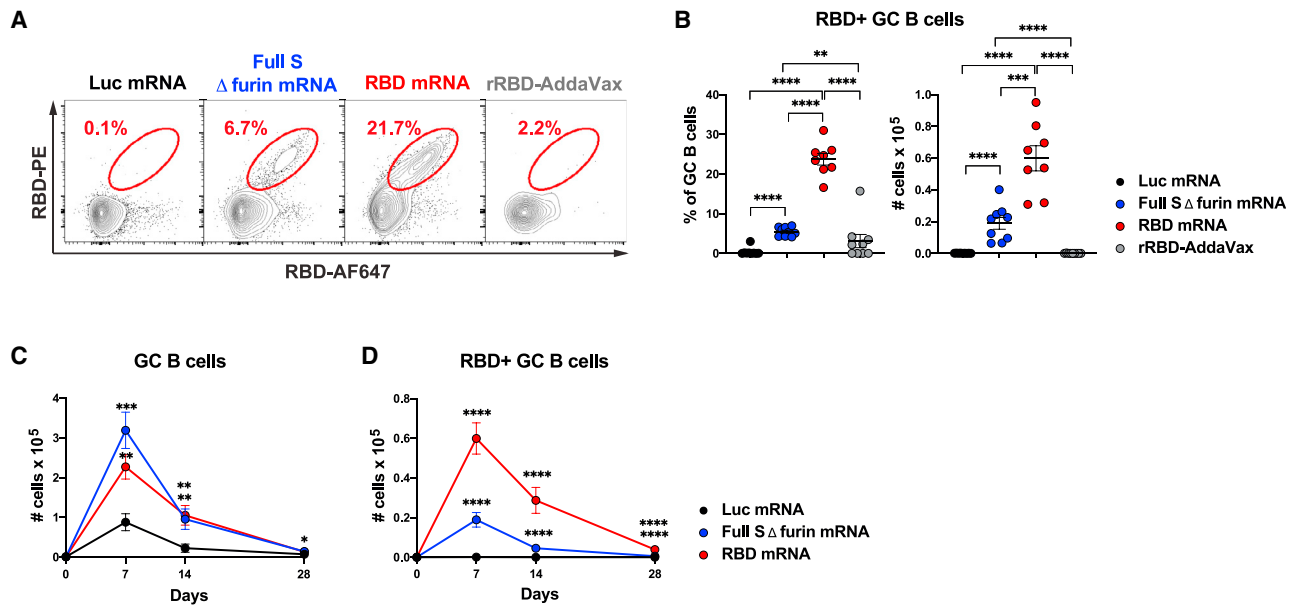 A
Luc mRNA
Full S
Δ furin mRNA
RBD mRNA
rRBD-AddaVax
0.1%
6.7%
21.7%
2.2%
RBD-PE
RBD-AF647
B
RBD+ GC B cells
% of GC B cells
40
30
20
10
0
****
****
****
****
**
# cells x 10⁵
1.0
0.8
0.6
0.4
0.2
0.0
****
***
****
****
****
Luc mRNA
Full S Δ furin mRNA
RBD mRNA
rRBD-AddaVax
C
GC B cells
# cells x 10⁵
4
3
2
1
0
***
**
**
**
*
0 7 14 28
Days
D
RBD+ GC B cells
# cells x 10⁵
0.8
0.6
0.4
0.2
0.0
****
****
****
****
****
****
0 7 14 28
Days
Luc mRNA
Full S Δ furin mRNA
RBD mRNA